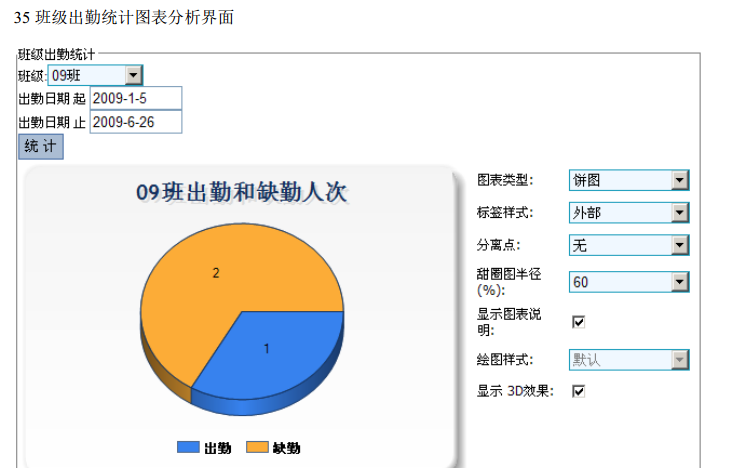 35 班级出勤统计图表分析界面
班级出勤统计
班级: 09班
出勤日期 起 2009-1-5
出勤日期 止 2009-6-26
统 计
09班出勤和缺勤人次
2
1
出勤 缺勤
图表类型: 饼图
标签样式: 外部
分离点: 无
甜圈图半径
(%): 60
显示图表说
明:
绘图样式: 默认
显示 3D效果: